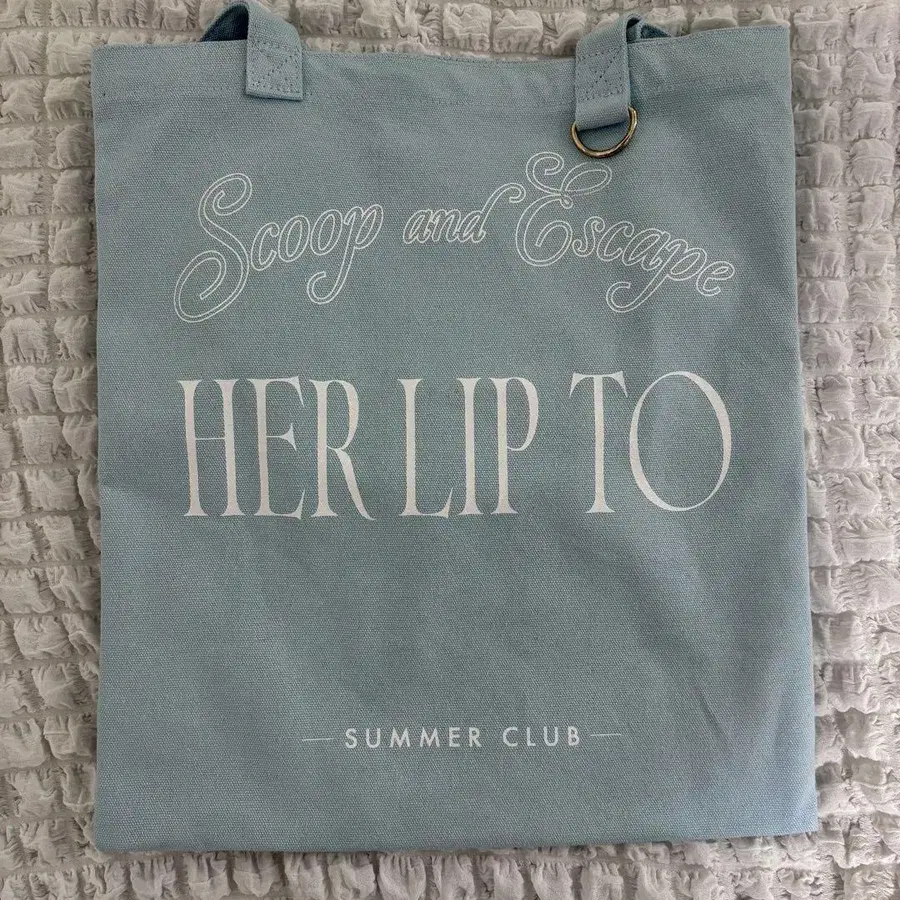 Scoop and Escape
HER LIP TO
SUMMER CLUB